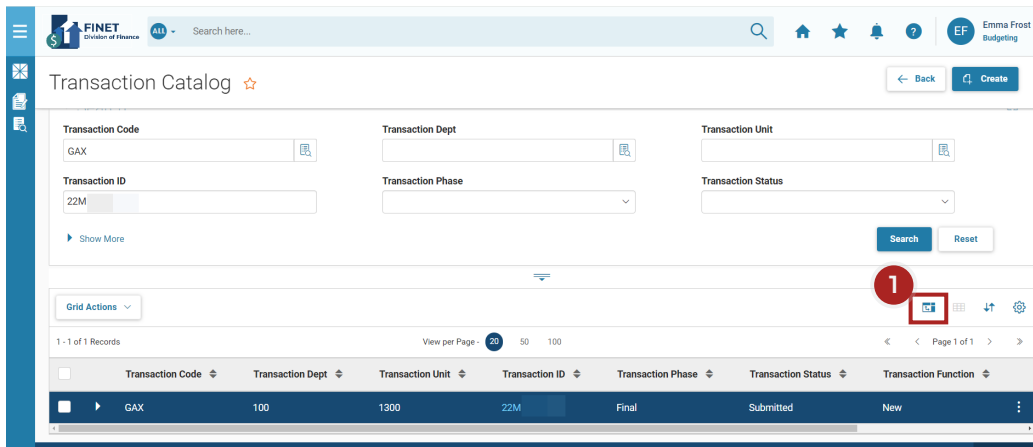 FINET
Division of Finance
ALL
Search here...
Emma Frost
EF
Budgeting
Transaction Catalog
Back
Create
Transaction Code
Transaction Dept
Transaction Unit
GAX
Transaction ID
Transaction Phase
Transaction Status
22M
Show More
Search
Reset
1
Grid Actions
1 - 1 of 1 Records
View per Page - 20 50 100
Page 1 of 1
Transaction Code Transaction Dept Transaction Unit Transaction ID Transaction Phase Transaction Status Transaction Function
GAX 100 1300 22M Final Submitted New